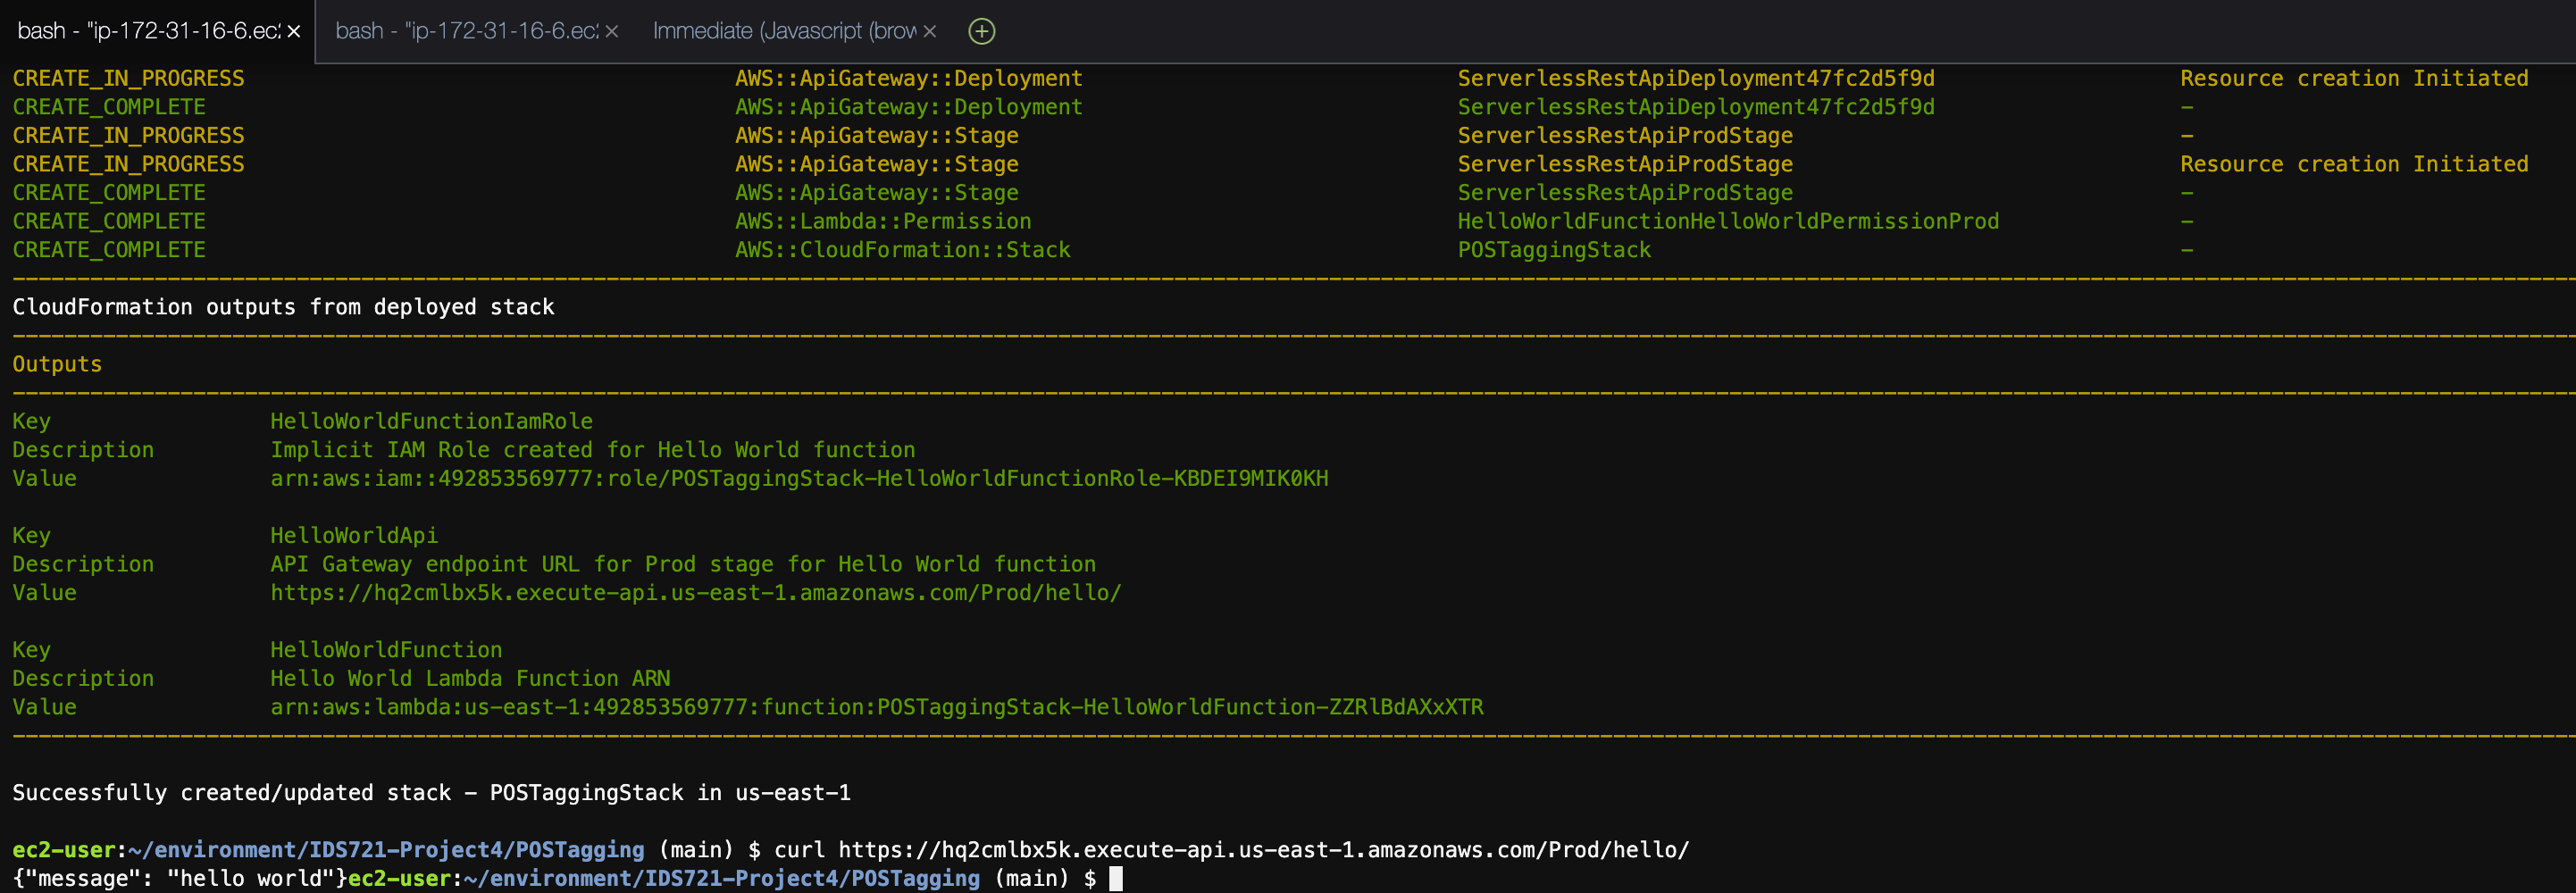 bash - "ip-172-31-16-6.ec2 × bash - "ip-172-31-16-6.ec2 × Immediate (Javascript (brow ×
CREATE_IN_PROGRESS AWS::ApiGateway::Deployment ServerlessRestApiDeployment47fc2d5f9d Resource creation Initiated
CREATE_COMPLETE AWS::ApiGateway::Deployment ServerlessRestApiDeployment47fc2d5f9d -
CREATE_IN_PROGRESS AWS::ApiGateway::Stage ServerlessRestApiProdStage -
CREATE_IN_PROGRESS AWS::ApiGateway::Stage ServerlessRestApiProdStage Resource creation Initiated
CREATE_COMPLETE AWS::ApiGateway::Stage ServerlessRestApiProdStage -
CREATE_COMPLETE AWS::Lambda::Permission HelloWorldFunctionHelloWorldPermissionProd -
CREATE_COMPLETE AWS::CloudFormation::Stack POSTaggingStack -
CloudFormation outputs from deployed stack
Outputs
Key HelloWorldFunctionIamRole
Description Implicit IAM Role created for Hello World function
Value arn:aws:iam::492853569777:role/POSTaggingStack-HelloWorldFunctionRole-KBDEI9MIK0KH
Key HelloWorldApi
Description API Gateway endpoint URL for Prod stage for Hello World function
Value https://hq2cmlbx5k.execute-api.us-east-1.amazonaws.com/Prod/hello/
Key HelloWorldFunction
Description Hello World Lambda Function ARN
Value arn:aws:lambda:us-east-1:492853569777:function:POSTaggingStack-HelloWorldFunction-ZZRlBdAXxXTR
Successfully created/updated stack - POSTaggingStack in us-east-1
ec2-user:~/environment/IDS721-Project4/POSTagging (main) $ curl https://hq2cmlbx5k.execute-api.us-east-1.amazonaws.com/Prod/hello/
{"message": "hello world"}ec2-user:~/environment/IDS721-Project4/POSTagging (main) $